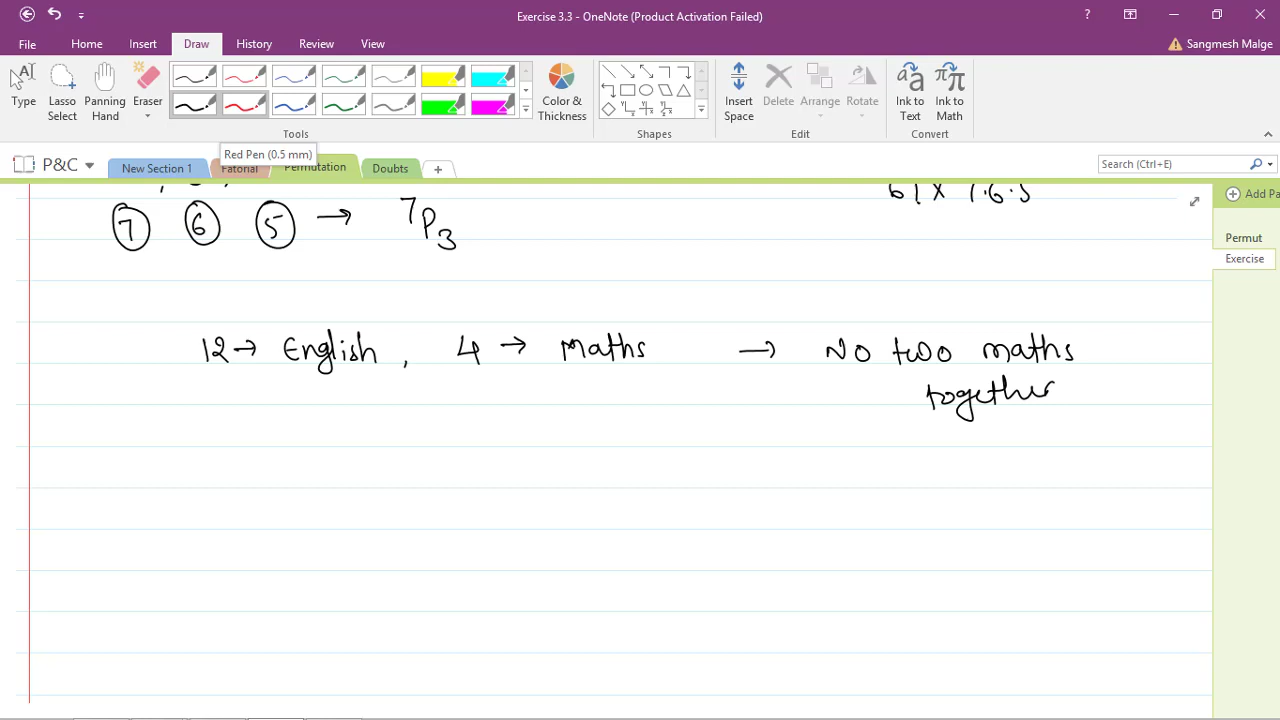 Exercise 3.3 - OneNote (Product Activation Failed)
File Home Insert Draw History Review View Sangmesh Malge
Type Lasso Select Panning Hand Eraser Color & Thickness Insert Space Delete Arrange Rotate Ink to Text Ink to Math
Tools Shapes Edit Convert
Red Pen (0.5 mm)
P&C New Section 1 Fatorial Permutation Doubts Search (Ctrl+E)
Add Pa
Permut
Exercise
7 6 5 → ⁷P₃
12 → English, 4 → Maths → No two maths
together